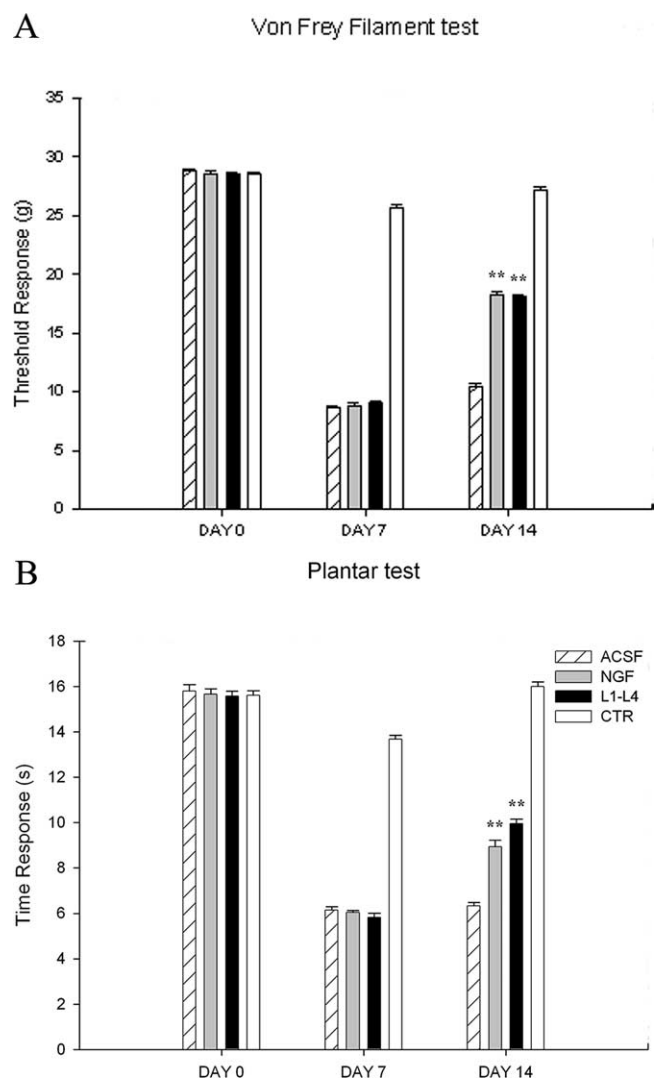 A
Von Frey Filament test
Threshold Response (g)
35
30
25
20
15
10
5
0
** **
DAY 0 DAY 7 DAY 14
B
Plantar test
Time Response (s)
18
16
14
12
10
8
6
4
2
0
ACSF
NGF
L1-L4
CTR
**
**
DAY 0 DAY 7 DAY 14